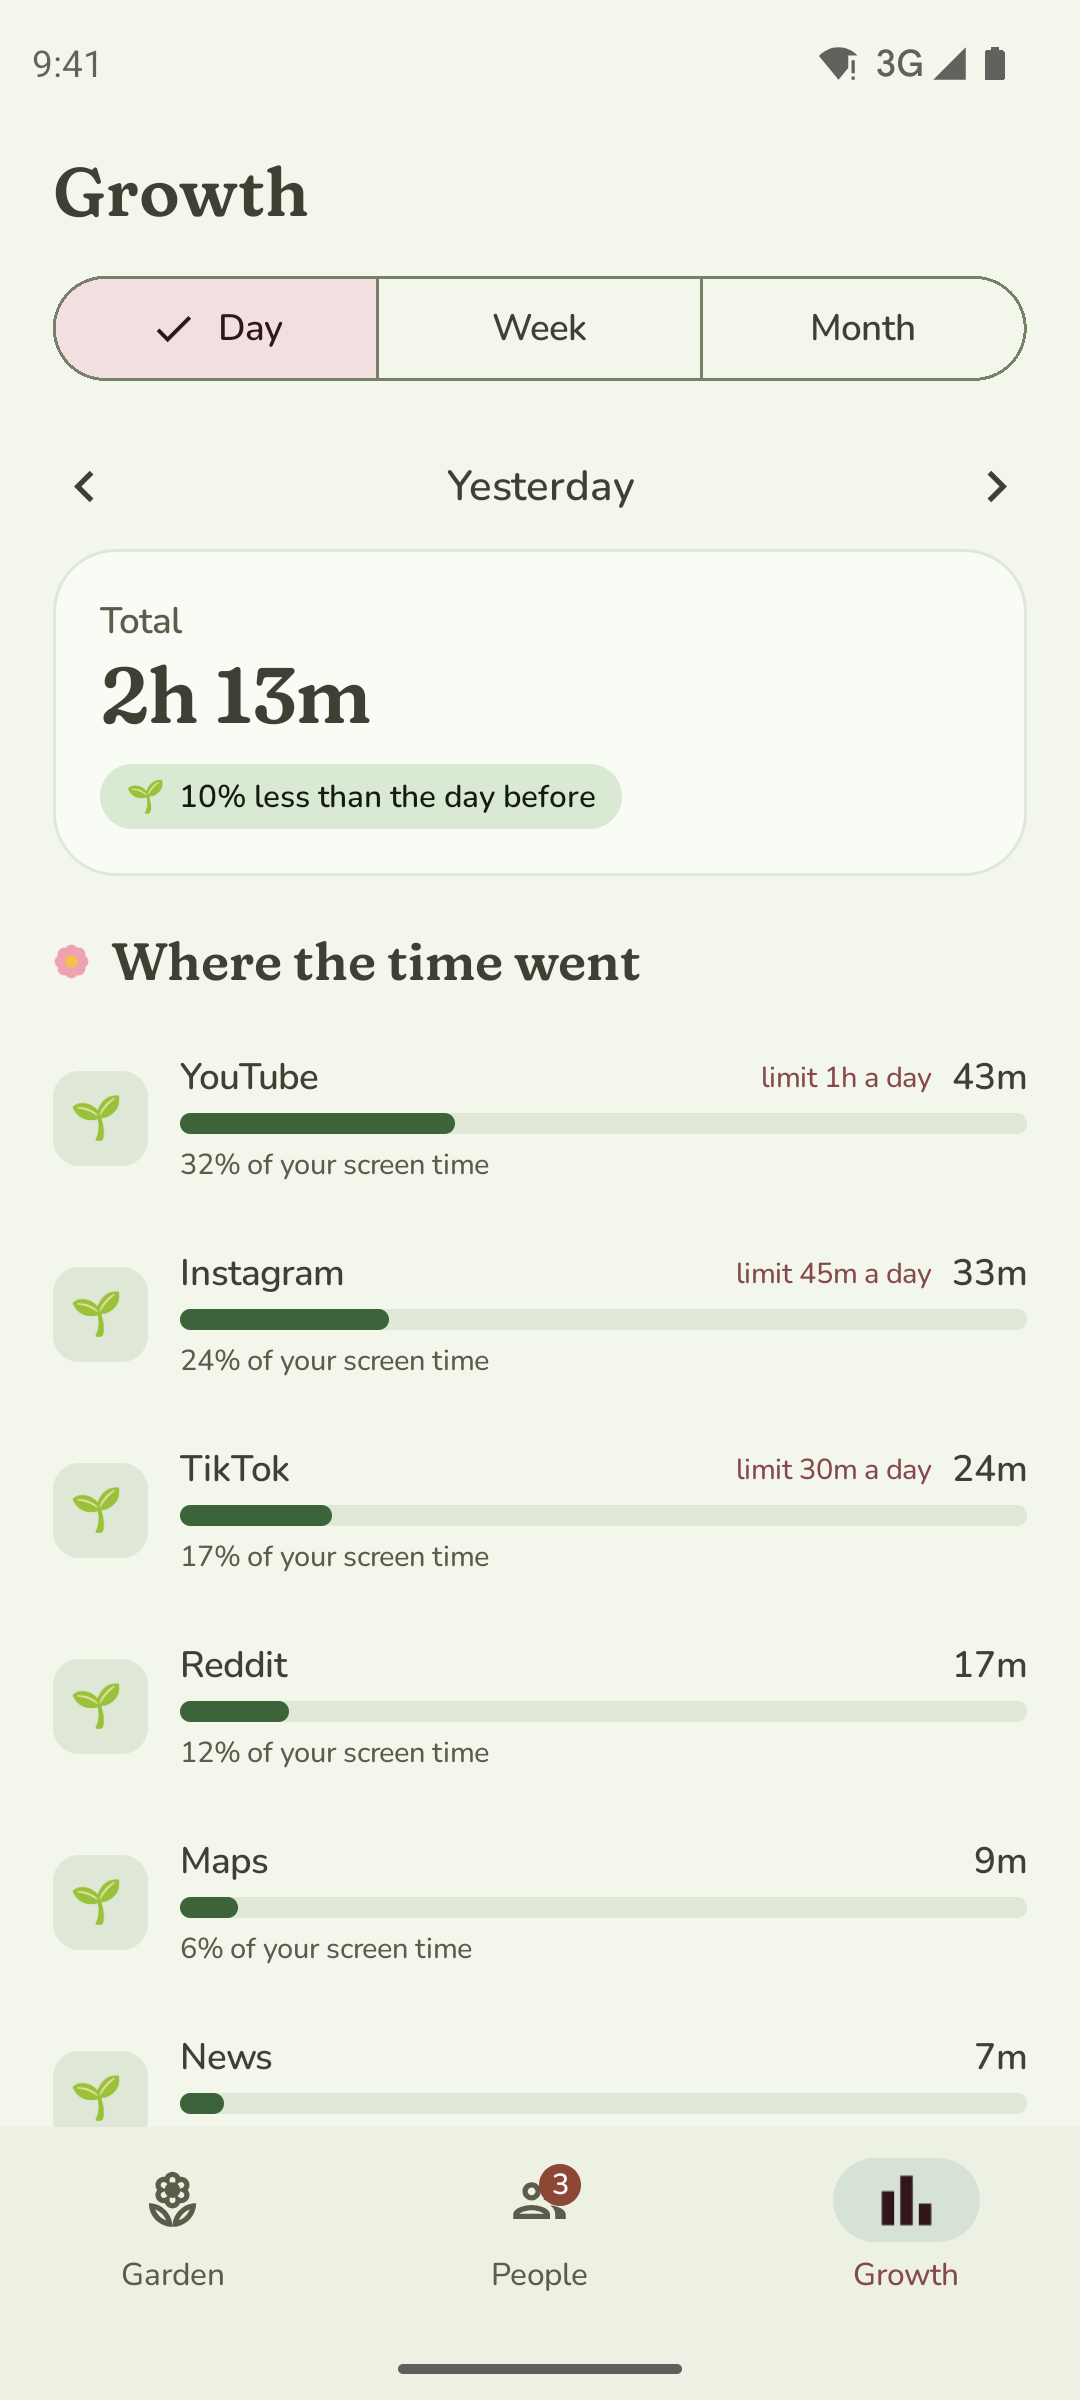 9:41
3G
Growth
Day
Week
Month
Yesterday
Total
2h 13m
10% less than the day before
Where the time went
YouTube
limit 1h a day
43m
32% of your screen time
Instagram
limit 45m a day
33m
24% of your screen time
TikTok
limit 30m a day
24m
17% of your screen time
Reddit
17m
12% of your screen time
Maps
9m
6% of your screen time
News
7m
3
Garden
People
Growth